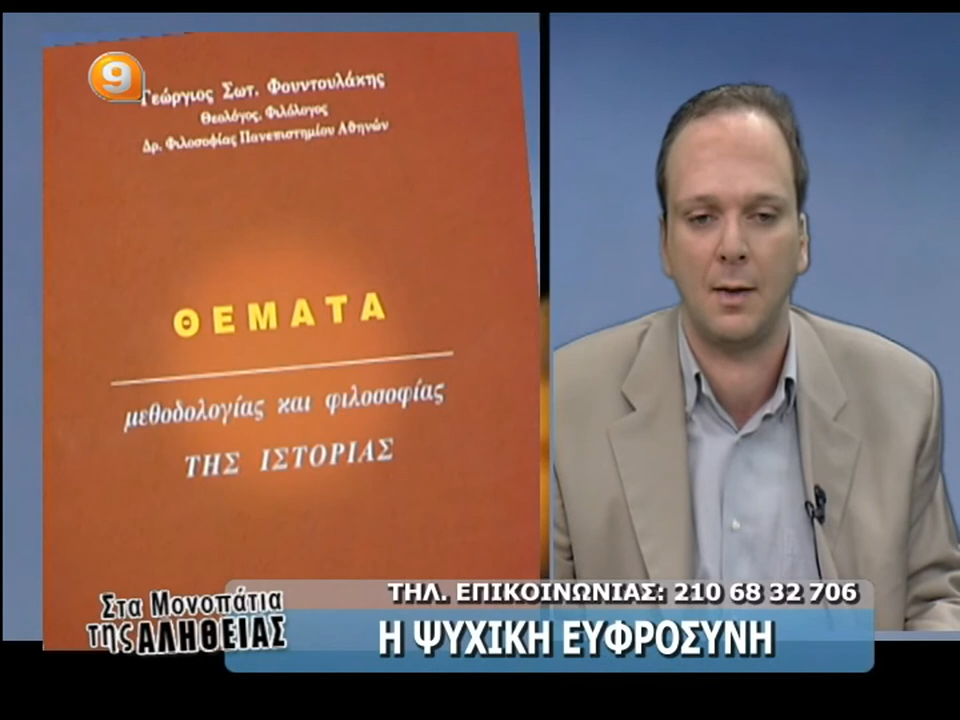 9
Γεώργιος Σωτ. Φουντουλάκης
Θεολόγος. Φιλόλογος
Δρ. Φιλοσοφίας Πανεπιστημίου Αθηνών
ΘΕΜΑΤΑ
μεθοδολογίας και φιλοσοφίας
ΤΗΣ ΙΣΤΟΡΙΑΣ
Στα Μονοπάτια
της ΑΛΗΘΕΙΑΣ
ΤΗΛ. ΕΠΙΚΟΙΝΩΝΙΑΣ: 210 68 32 706
Η ΨΥΧΙΚΗ ΕΥΦΡΟΣΥΝΗ